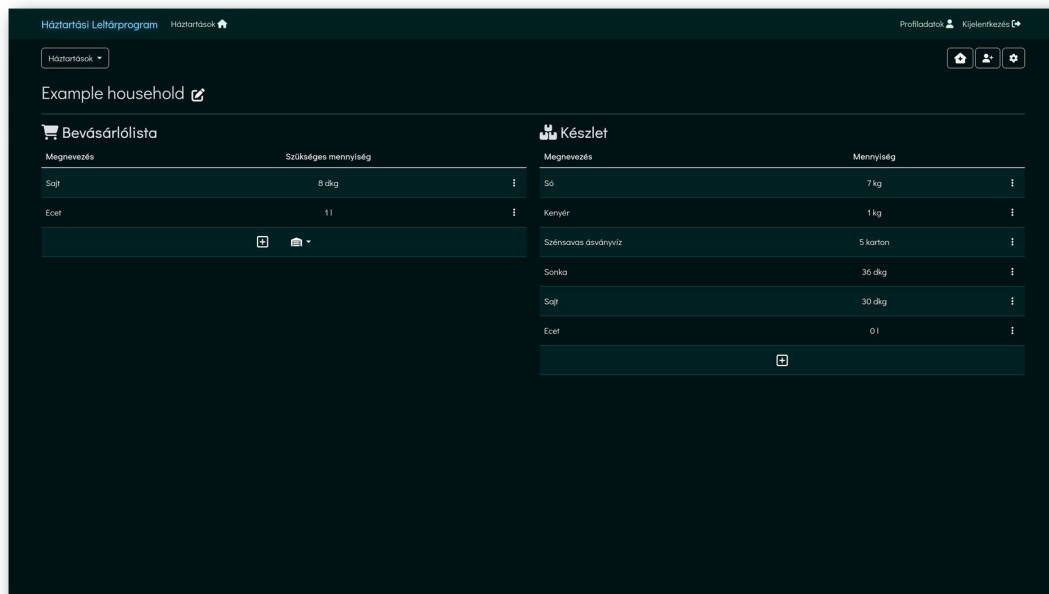 Háztartási Leltárprogram Háztartások Profiladatok Kijelentkezés
Háztartások
Example household
Bevásárlólista
Megnevezés Szükséges mennyiség
Sajt 8 dkg
Ecet 1 l
Készlet
Megnevezés Mennyiség
Só 7 kg
Kenyér 1 kg
Szénsavas ásványvíz 5 karton
Sonka 36 dkg
Sajt 30 dkg
Ecet 0 l